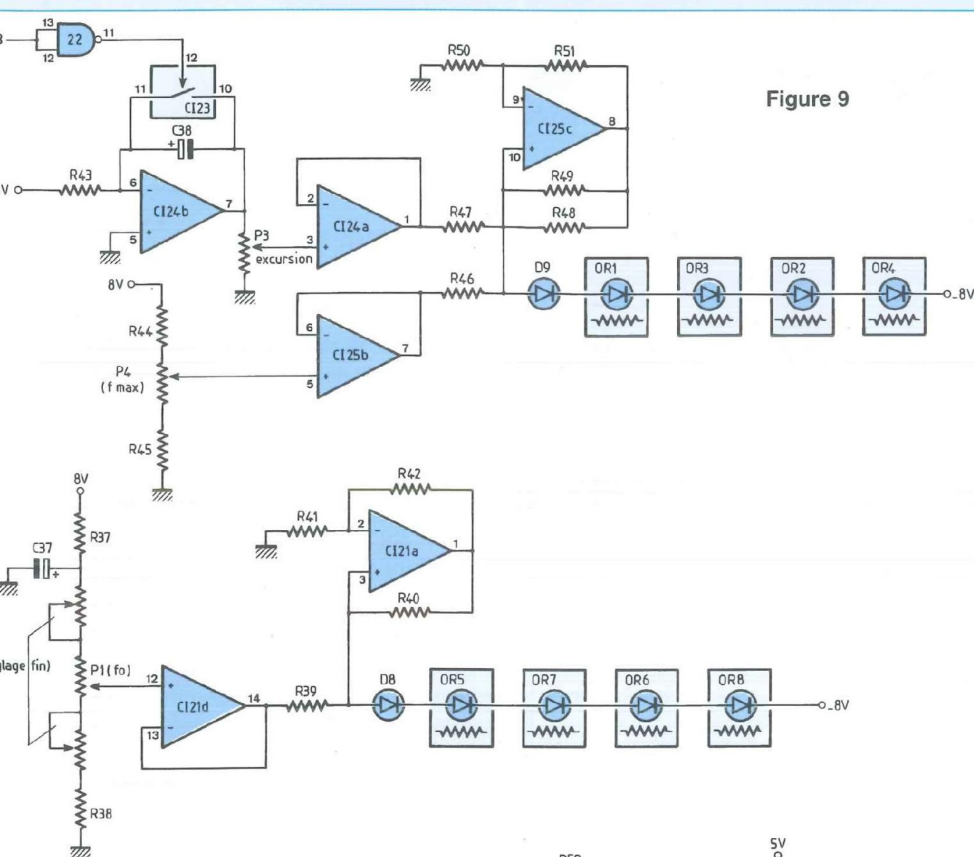 13
22
11
12
12
11
10
CI23
C38
+
V
R43
6
-
CI24b
7
5
+
P3
excursion
R50
R51
Figure 9
9
-
CI25c
8
10
+
R49
R48
2
-
CI24a
1
3
+
R47
8V
R44
P4
(f max)
R45
6
-
CI25b
7
5
+
R46
D9
OR1
OR3
OR2
OR4
-8V
8V
R37
C37
+
glage fin)
P1(fo)
R38
12
+
CI21d
14
13
-
R39
R41
R42
2
-
CI21a
1
3
+
R40
D8
OR5
OR7
OR6
OR8
-8V
5V